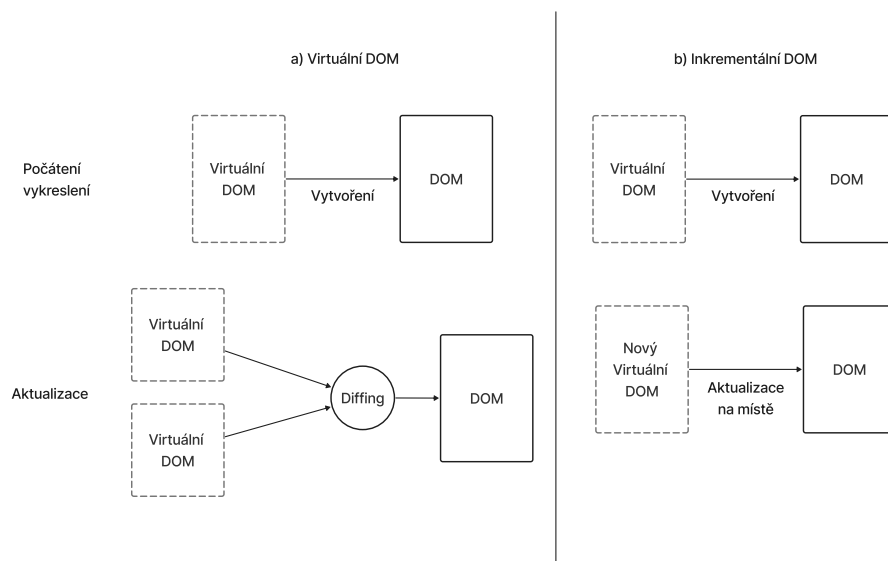 a) Virtuální DOM
b) Inkrementální DOM
Počátení
vykreslení
Virtuální
DOM
Vytvoření
DOM
Virtuální
DOM
Vytvoření
DOM
Aktualizace
Virtuální
DOM
Virtuální
DOM
Diffing
DOM
Nový
Virtuální
DOM
Aktualizace
na místě
DOM